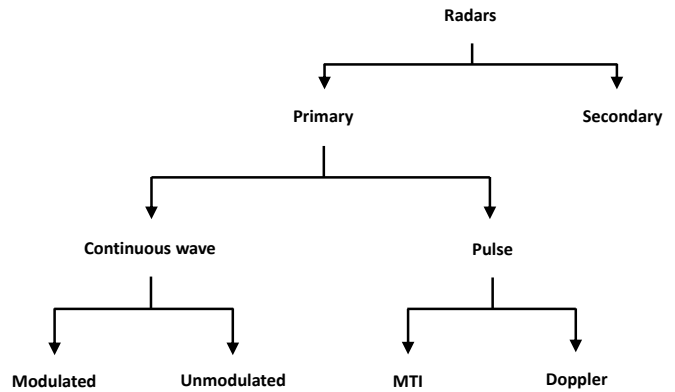 Radars
Primary
Secondary
Continuous wave
Pulse
Modulated
Unmodulated
MTI
Doppler